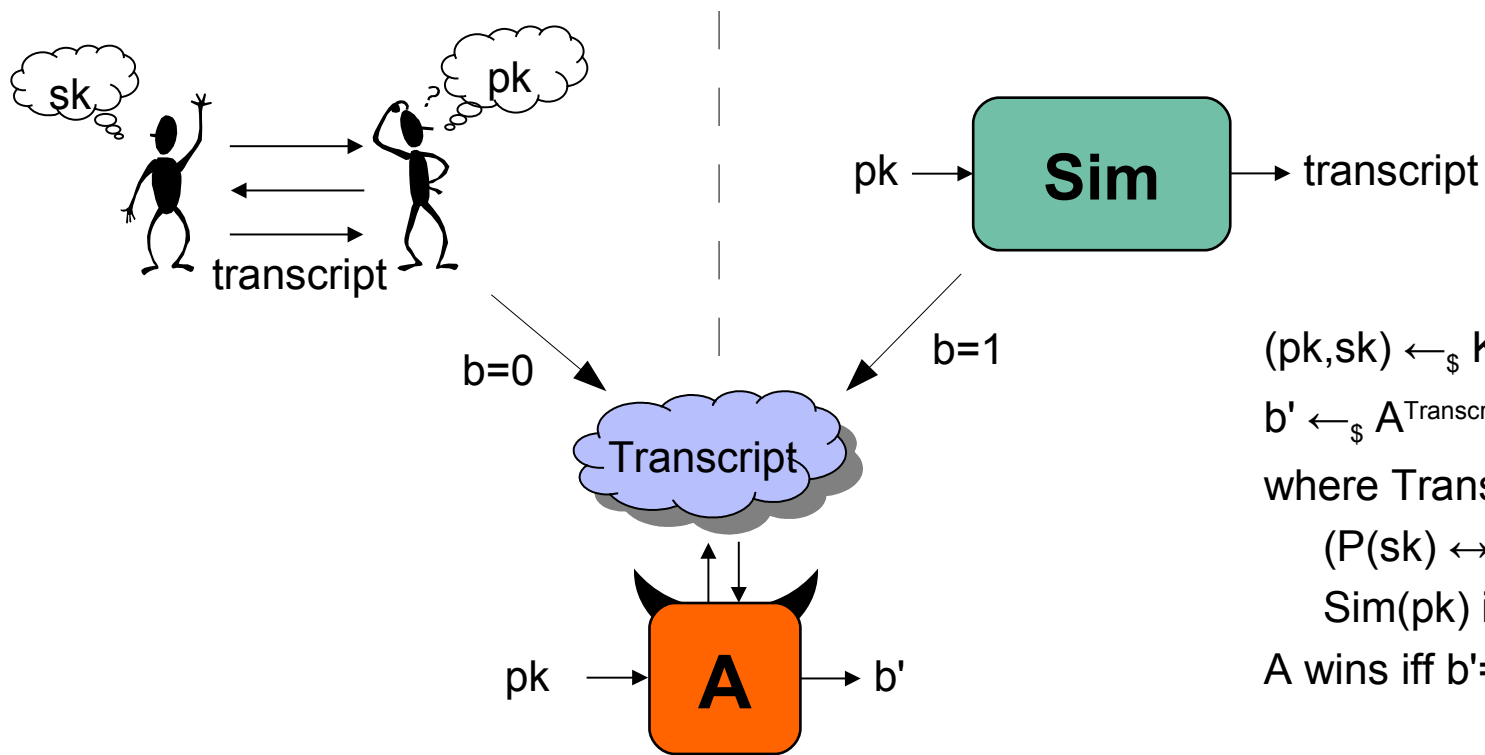 sk
pk
?
transcript
pk
Sim
transcript
b=0
b=1
Transcript
pk
A
b'
(pk,sk) ←$
b' ←$
where
(P(sk) ↔
Sim(pk)
A wins iff b'=